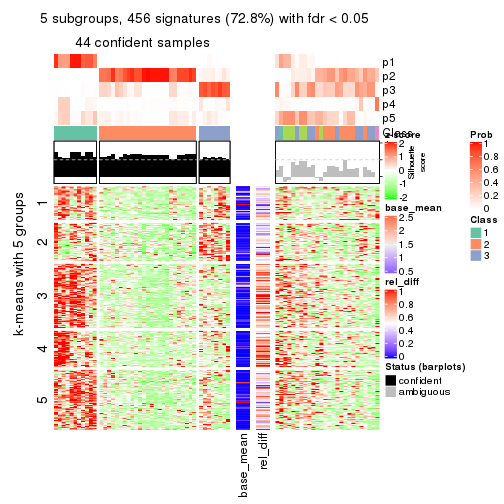 5 subgroups, 456 signatures (72.8%) with fdr < 0.05
44 confident samples
p1
p2
p3
p4
p5
Class
z-score
2
1
0
-1
-2
Silhouette
score
Prob
1
0.8
0.6
0.4
0.2
0
Class
1
2
3
base_mean
2.5
2
1.5
1
0.5
rel_diff
1
0.8
0.6
0.4
0.2
0
Status (barplots)
confident
ambiguous
k-means with 5 groups
1
2
3
4
5
base_mean
rel_diff